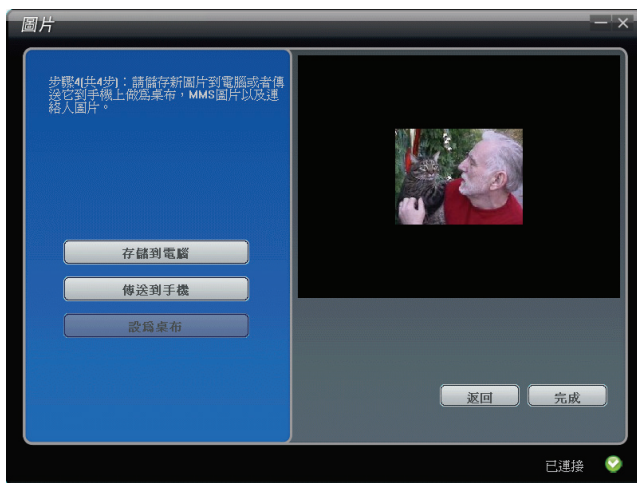 圖片
步驟4(共4步)：請儲存新圖片到電腦或者傳
送它到手機上做為桌布，MMS圖片以及連
絡人圖片。
存儲到電腦
傳送到手機
設爲桌布
返回
完成
已連接